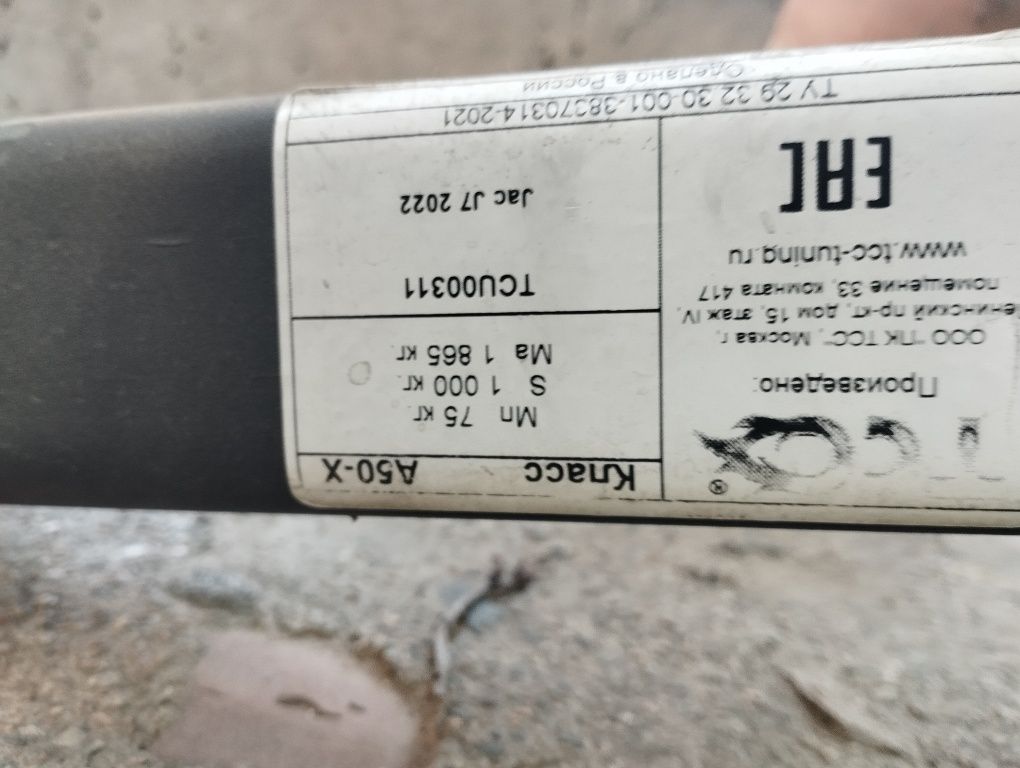 ®
Произведено:
ООО "ПК ТСС", Москва г,
Ленинский пр-кт, дом 15, этаж IV,
помещение 33, комната 417
www.tcc-tuning.ru
EAC
Класс A50-X
Mп 75 кг.
S 1 000 кг.
Ma 1 865 кг.
TCU00311
Jac J7 2022
ТУ 29 32 30 001-38370314-2021
Сделано в России